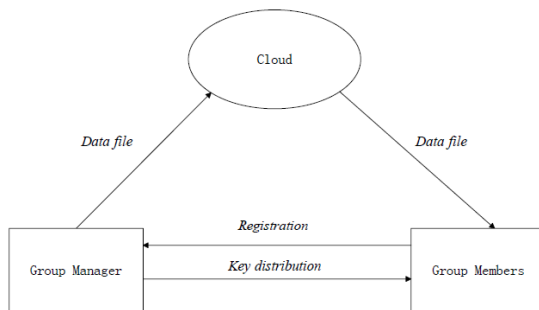 Cloud
Data file
Data file
Registration
Group Manager
Key distribution
Group Members